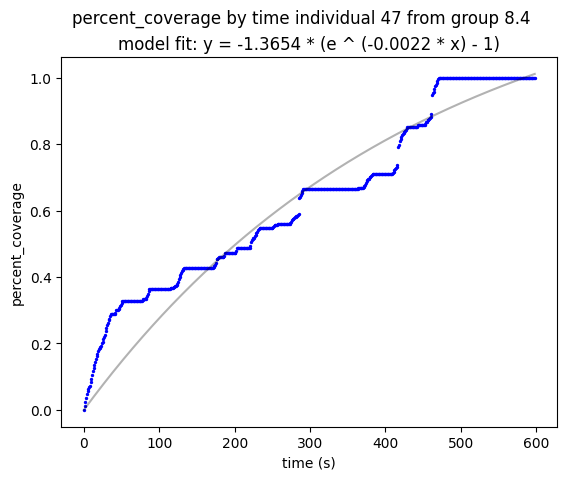 percent_coverage by time individual 47 from group 8.4
model fit: y = -1.3654 * (e ^ (-0.0022 * x) - 1)
1.0
0.8
0.6
0.4
0.2
0.0
percent_coverage
0 100 200 300 400 500 600
time (s)